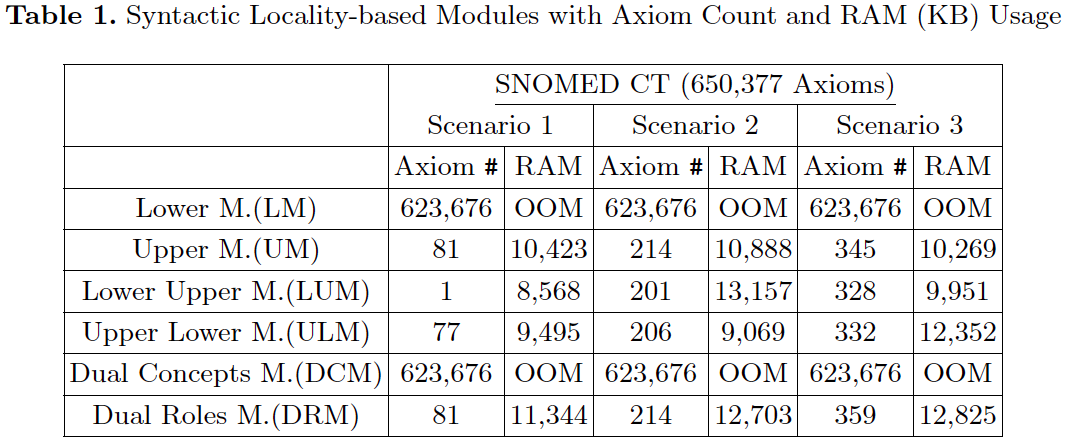 Table 1. Syntactic Locality-based Modules with Axiom Count and RAM (KB) Usage
SNOMED CT (650,377 Axioms)
Scenario 1 Scenario 2 Scenario 3
Axiom # RAM Axiom # RAM Axiom # RAM
Lower M.(LM) 623,676 OOM 623,676 OOM 623,676 OOM
Upper M.(UM) 81 10,423 214 10,888 345 10,269
Lower Upper M.(LUM) 1 8,568 201 13,157 328 9,951
Upper Lower M.(ULM) 77 9,495 206 9,069 332 12,352
Dual Concepts M.(DCM) 623,676 OOM 623,676 OOM 623,676 OOM
Dual Roles M.(DRM) 81 11,344 214 12,703 359 12,825